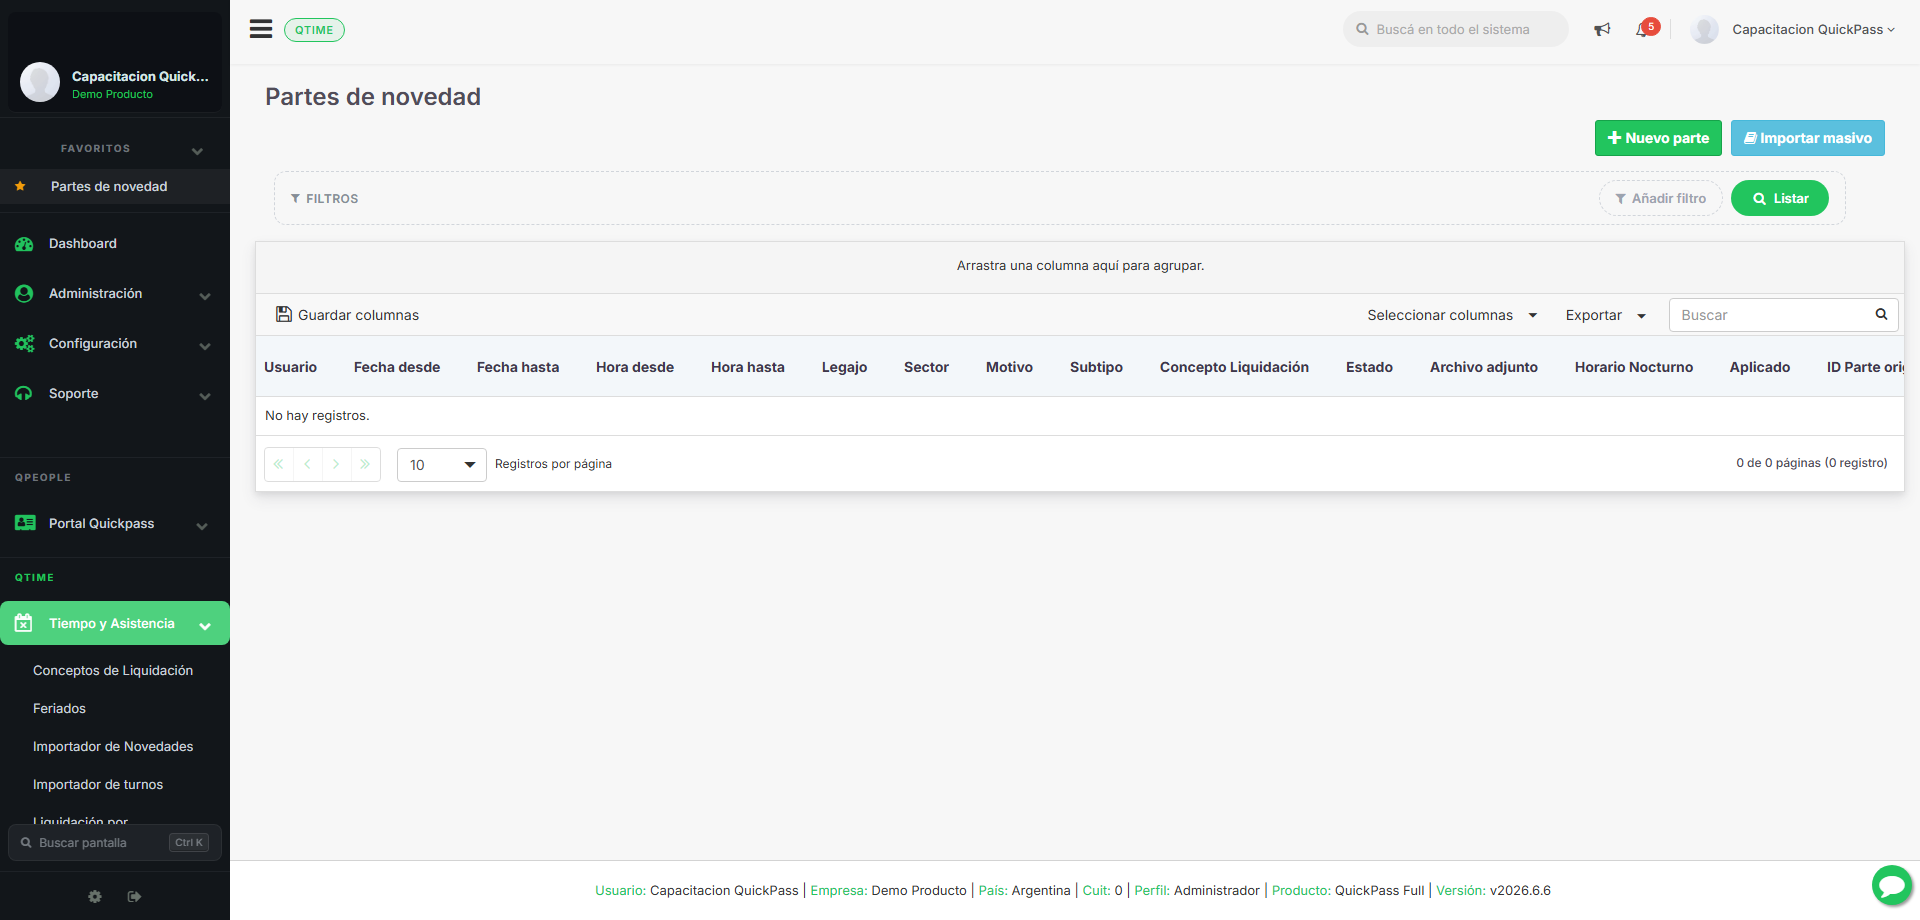 Capacitacion Quick...
Demo Producto
FAVORITOS
Partes de novedad
Dashboard
Administración
Configuración
Soporte
QPEOPLE
Portal Quickpass
QTIME
Tiempo y Asistencia
Conceptos de Liquidación
Feriados
Importador de Novedades
Importador de turnos
Liquidación por
Buscar pantalla
Ctrl K
QTIME
Buscá en todo el sistema
5
Capacitacion QuickPass
Partes de novedad
Nuevo parte
Importar masivo
FILTROS
Añadir filtro
Listar
Arrastra una columna aquí para agrupar.
Guardar columnas
Seleccionar columnas
Exportar
Buscar
Usuario Fecha desde Fecha hasta Hora desde Hora hasta Legajo Sector Motivo Subtipo Concepto Liquidación Estado Archivo adjunto Horario Nocturno Aplicado ID Parte orig
No hay registros.
10
Registros por página
0 de 0 páginas (0 registro)
Usuario: Capacitacion QuickPass | Empresa: Demo Producto | País: Argentina | Cuit: 0 | Perfil: Administrador | Producto: QuickPass Full | Versión: v2026.6.6